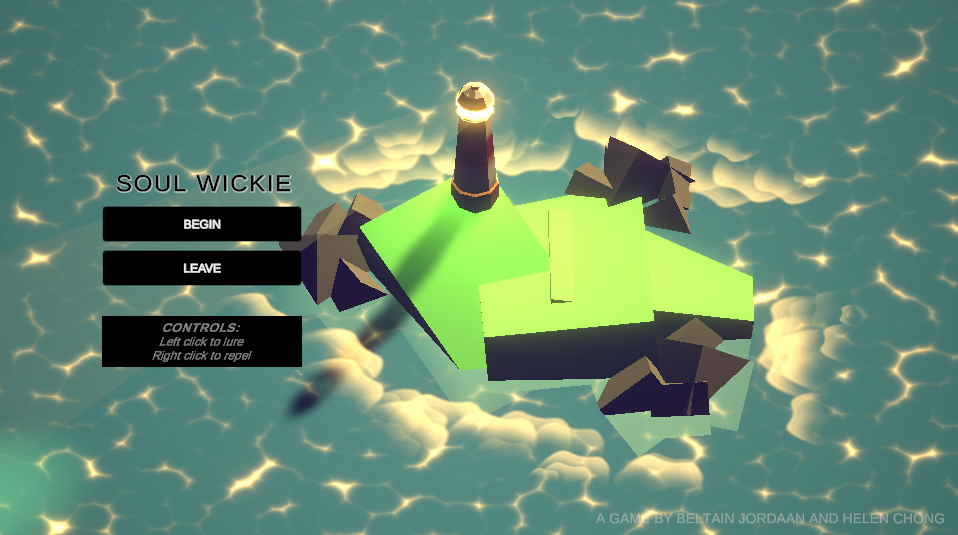 SOUL WICKIE
BEGIN
LEAVE
CONTROLS:
Left click to lure
Right click to repel
A GAME BY BELTAIN JORDAAN AND HELEN CHONG